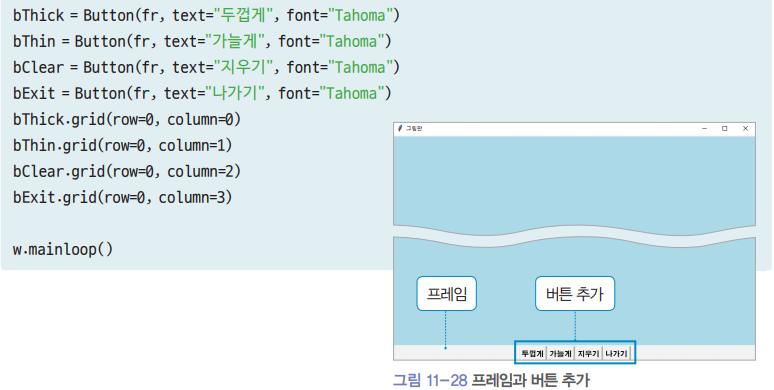 bThick = Button(fr, text="두껍게", font="Tahoma")
bThin = Button(fr, text="가늘게", font="Tahoma")
bClear = Button(fr, text="지우기", font="Tahoma")
bExit = Button(fr, text="나가기", font="Tahoma")
bThick.grid(row=0, column=0)
bThin.grid(row=0, column=1)
bClear.grid(row=0, column=2)
bExit.grid(row=0, column=3)
w.mainloop()
그림판
프레임
버튼 추가
두껍게 가늘게 지우기 나가기
그림 11-28 프레임과 버튼 추가